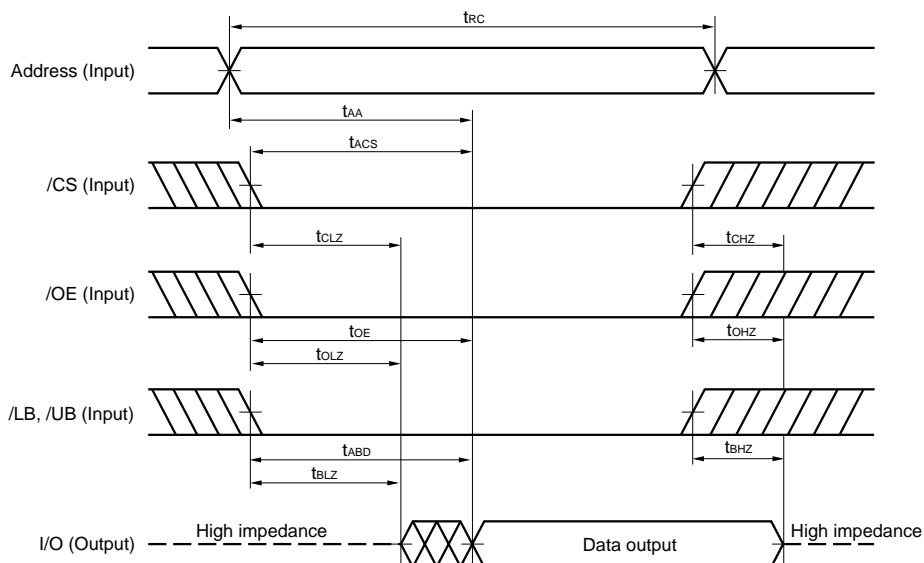 tRC
Address (Input)
tAA
tACS
/CS (Input)
tCLZ
tCHZ
/OE (Input)
tOE
tOHZ
tOLZ
/LB, /UB (Input)
tABD
tBHZ
tBLZ
High impedance
High impedance
I/O (Output)
Data output